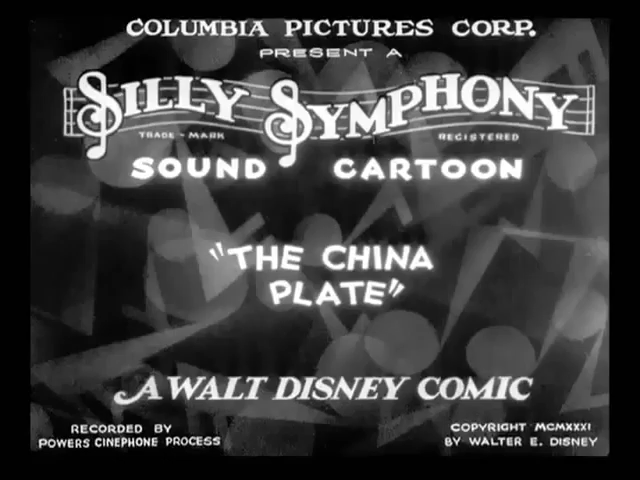 COLUMBIA PICTURES CORP.
PRESENT A
SILLY SYMPHONY
TRADE-MARK REGISTERED
SOUND CARTOON
"THE CHINA
PLATE"
A WALT DISNEY COMIC
RECORDED BY
POWERS CINEPHONE PROCESS
COPYRIGHT MCMXXXI
BY WALTER E. DISNEY